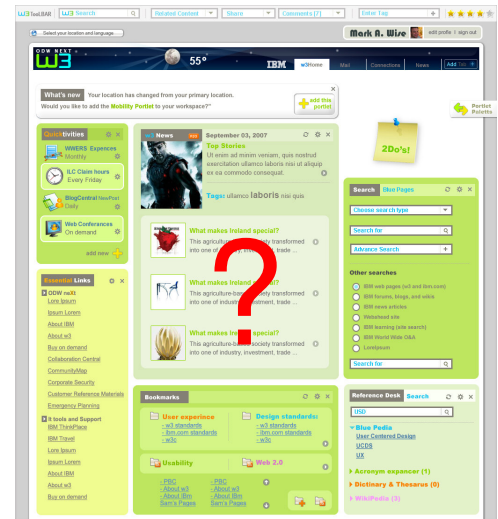 W3 ToolBAR W3 Search Related Content Share Comments [7] Enter Tag
Select your location and language......
Mark A. Wise edit profile | sign out
ODW NEXT
W3
55°
IBM w3Home Mail Connections News Add Tab +
What's new Your location has changed from your primary location.
Would you like to add the Mobility Portlet to your workspace?"
add this
portlet
Portlet
Palette
Quicktivities
WWERS Expences
Monthly
ILC Claim hours
Every Friday
BlogCentral NewPost
Daily
Web Conferances
On demand
add new
w3 News September 03, 2007
Top Stories
Ut enim ad minim veniam, quis nostrud
exercitation ullamco laboris nisi ut aliquip
ex ea commodo consequat.
Tags: ullamco laboris nisi quis
What makes Ireland special?
This agriculture-based society transformed
into one of industry, investment, trade ...
What makes Ireland special?
This agriculture-based society transformed
into one of industry, investment, trade ...
What makes Ireland special?
This agriculture-based society transformed
into one of industry, investment, trade ...
?
2Do's!
Search Blue Pages
Choose search type
Search for
Advance Search
Other searches
IBM web pages (w3 and ibm.com)
IBM forums, blogs, and wikis
IBM news articles
Webahead site
IBM learning (site search)
IBM World Wide Q&A
LoreIpsum
Search for
Essential Links
ODW neXt
Lore Ipsum
Ipsum Lorem
About IBM
About w3
Buy on demand
Collaboration Central
CommunityMap
Corporate Security
Customer Reference Materials
Emergency Planning
It tools and Support
IBM ThinkPlace
IBM Travel
Lore Ipsum
Ipsum Lorem
About IBM
About w3
Buy on demand
Bookmarks
User experince
- w3 standards
- ibm.com standards
- w3c
Design standards:
- w3 standards
- ibm.com standards
- w3c
Usability
Web 2.0
- PBC
- About w3
- About IBm
Sam's Pages
- PBC
- About w3
- About IBm
Sam's Pages
Reference Desk Search
USD
Blue Pedia
User Centered Design
UCDS
UX
Acronym expancer (1)
Dictinary & Thesarus (0)
WikiPedia (3)